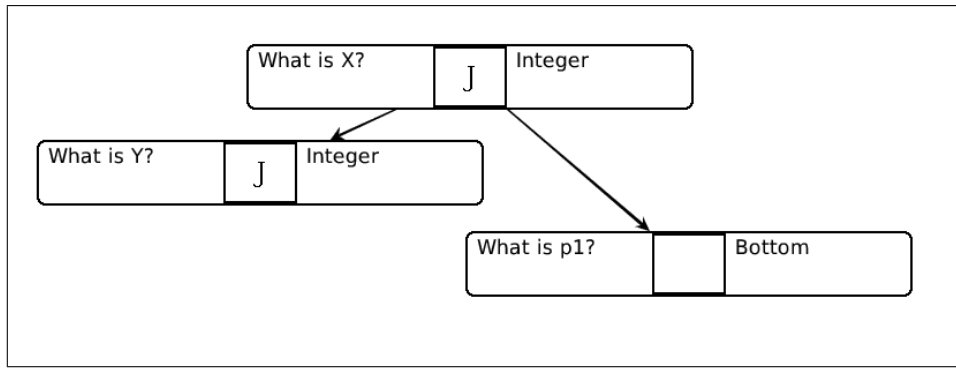 What is X? J Integer
What is Y? J Integer
What is p1? Bottom